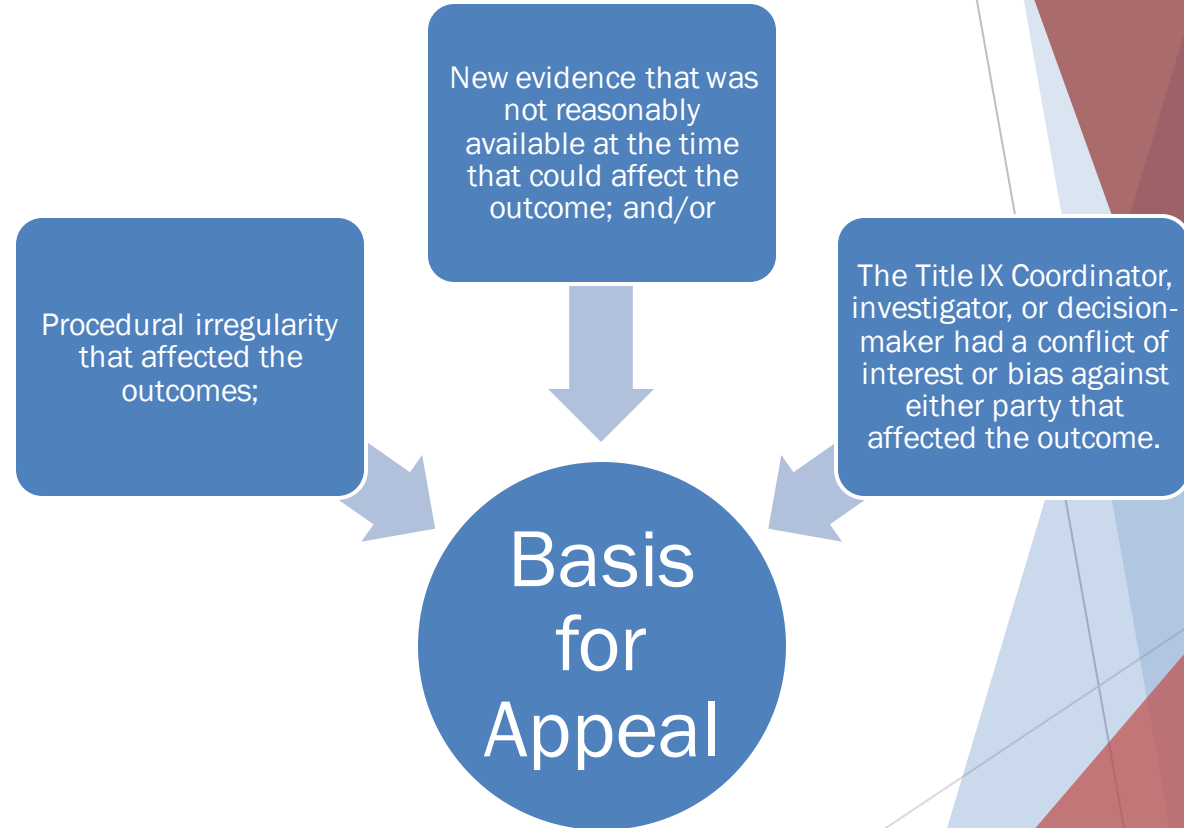 Procedural irregularity
that affected the
outcomes;
New evidence that was
not reasonably
available at the time
that could affect the
outcome; and/or
The Title IX Coordinator,
investigator, or decision-
maker had a conflict of
interest or bias against
either party that
affected the outcome.
Basis
for
Appeal